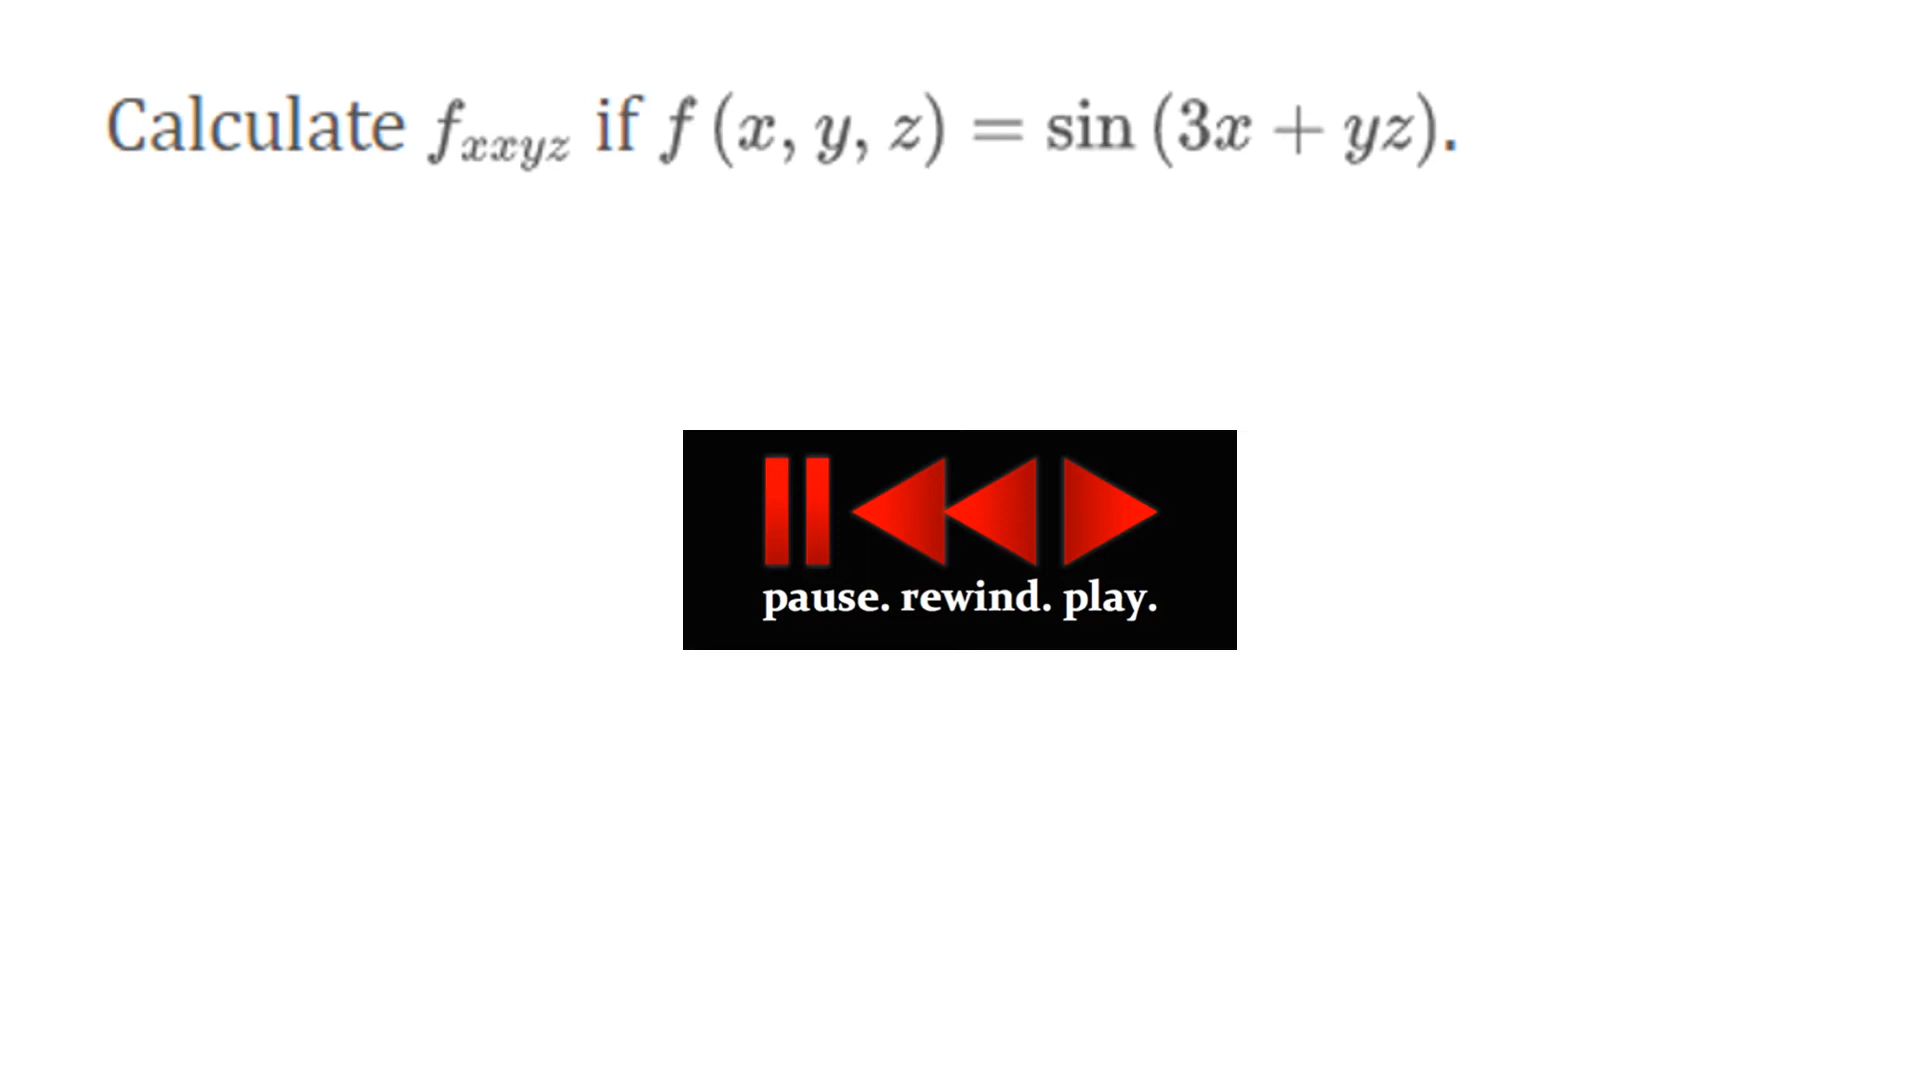 Calculate f_{xxyz} if f (x, y, z) = sin (3x + yz).
pause. rewind. play.